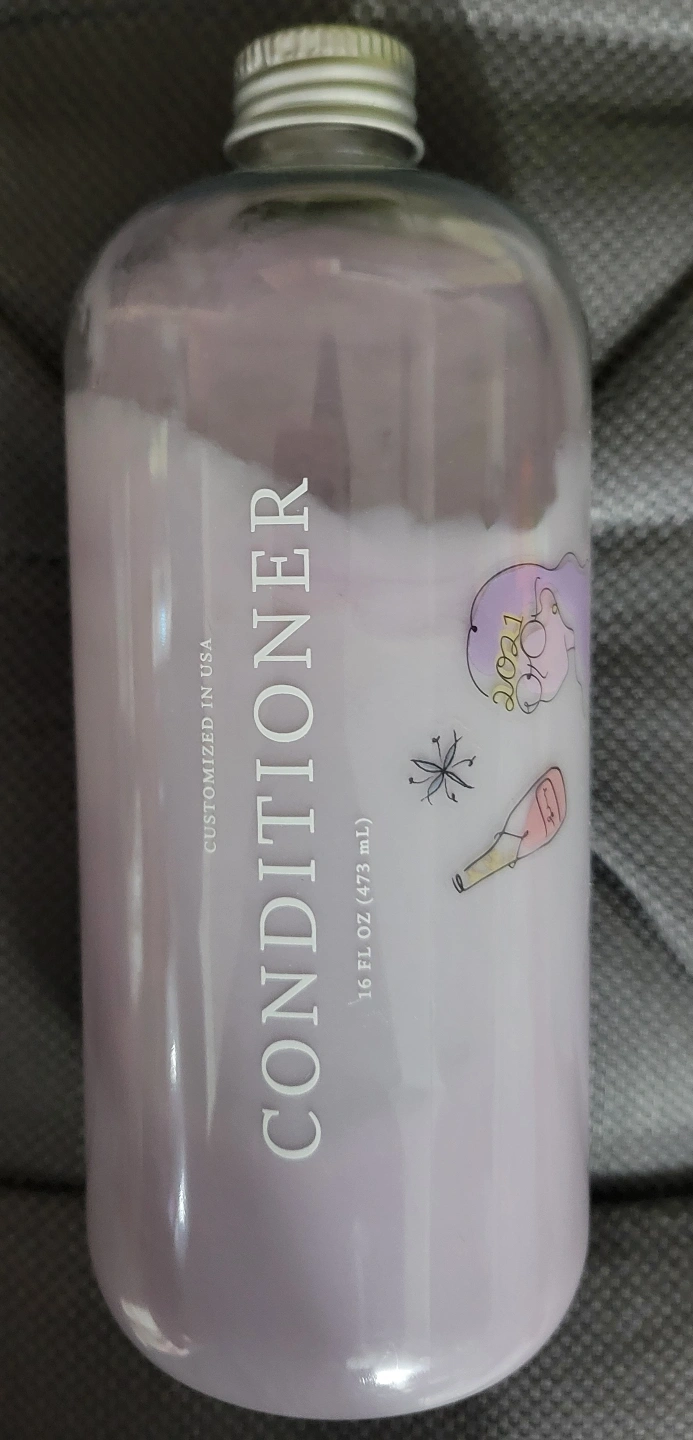 CUSTOMIZED IN USA
CONDITIONER
16 FL OZ (473 mL)
2021